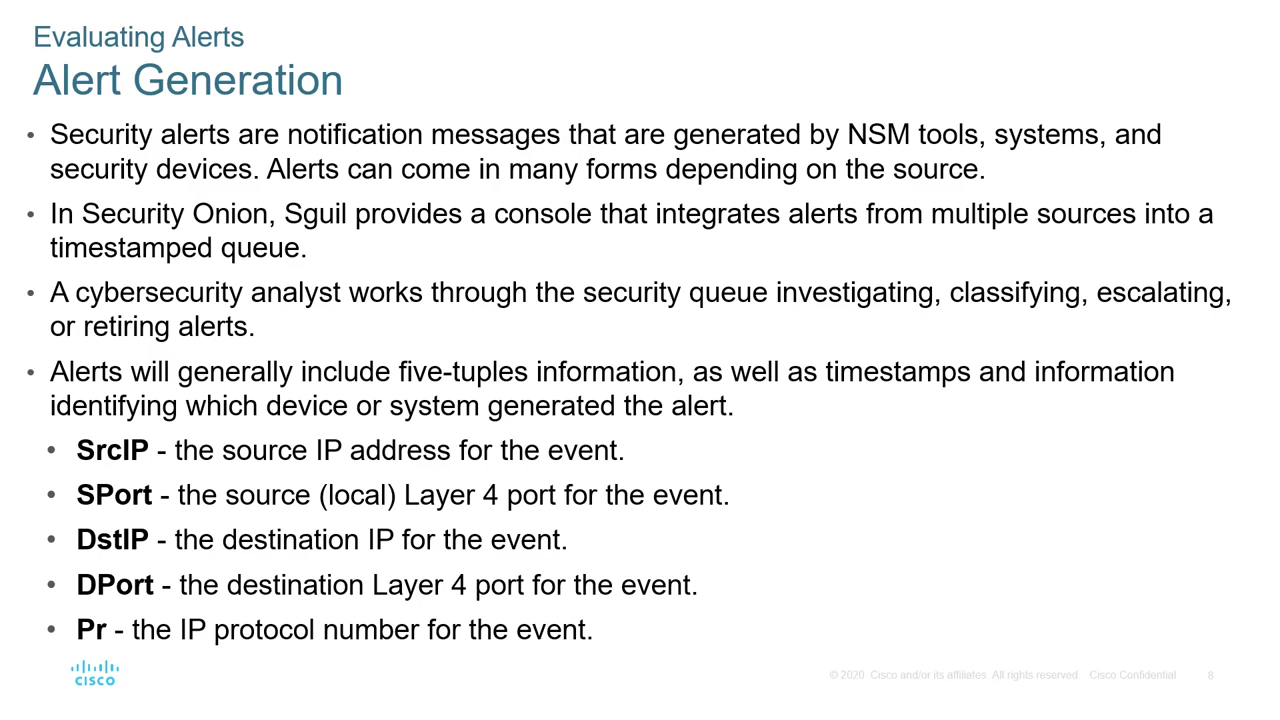 Evaluating Alerts
Alert Generation
• Security alerts are notification messages that are generated by NSM tools, systems, and
security devices. Alerts can come in many forms depending on the source.
• In Security Onion, Sguil provides a console that integrates alerts from multiple sources into a
timestamped queue.
• A cybersecurity analyst works through the security queue investigating, classifying, escalating,
or retiring alerts.
• Alerts will generally include five-tuples information, as well as timestamps and information
identifying which device or system generated the alert.
• SrcIP - the source IP address for the event.
• SPort - the source (local) Layer 4 port for the event.
• DstIP - the destination IP for the event.
• DPort - the destination Layer 4 port for the event.
• Pr - the IP protocol number for the event.
CISCO
© 2020 Cisco and/or its affiliates. All rights reserved. Cisco Confidential 8